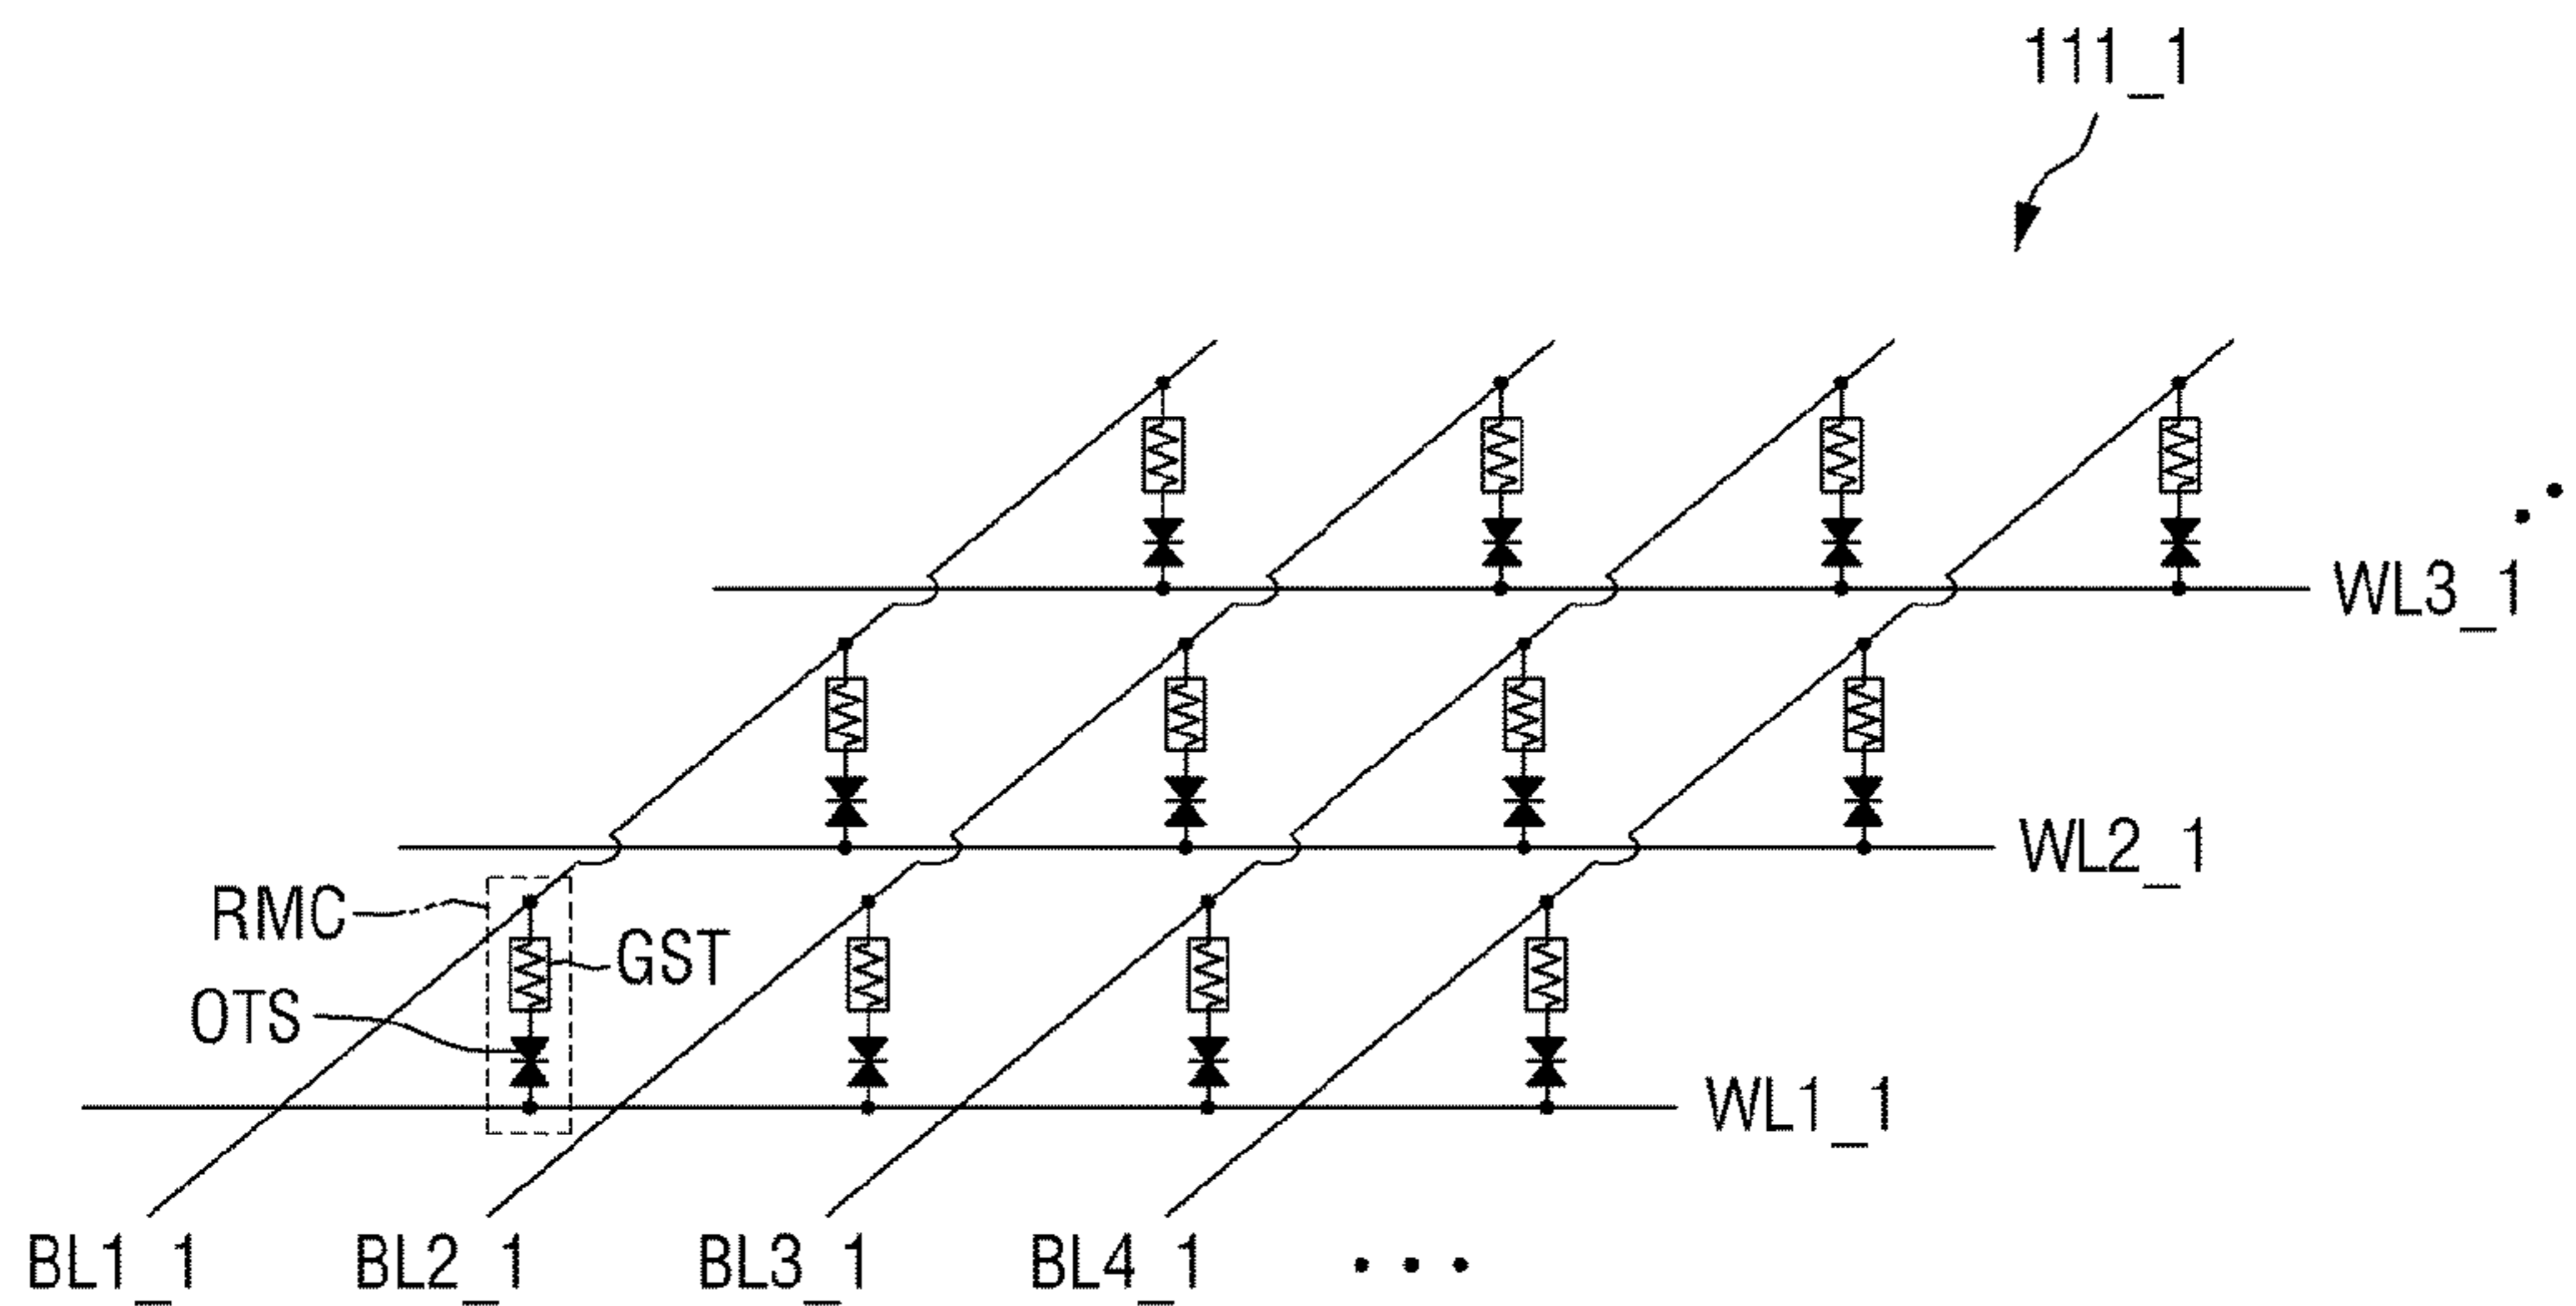 111_1
WL3_1
WL2_1
RMC
GST
OTS
WL1_1
BL1_1 BL2_1 BL3_1 BL4_1 • • •